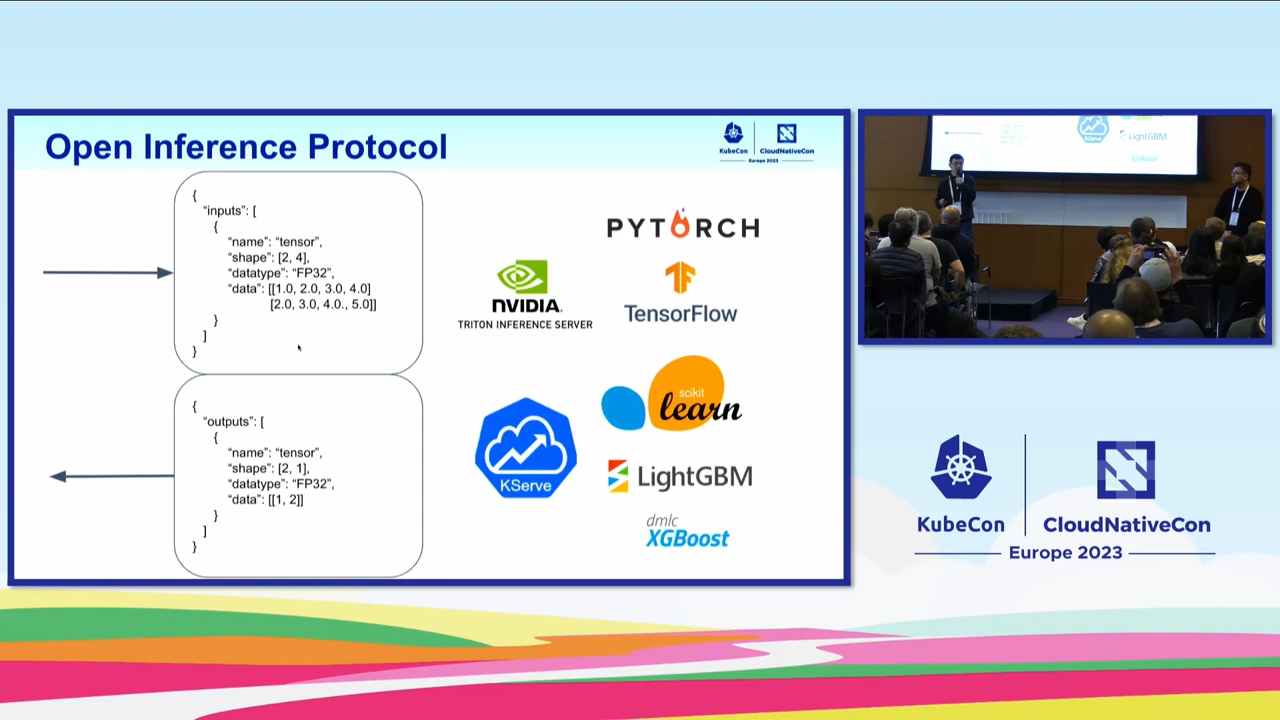 Open Inference Protocol
KubeCon
CloudNativeCon
Europe 2023
{
“inputs”: [
{
“name”: “tensor”,
“shape”: [2, 4],
“datatype”: “FP32”,
“data”: [[1.0, 2.0, 3.0, 4.0]
[2.0, 3.0, 4.0., 5.0]]
}
]
}
{
“outputs”: [
{
“name”: “tensor”,
“shape”: [2, 1],
“datatype”: “FP32”,
“data”: [[1, 2]]
}
]
}
PYTORCH
NVIDIA.
TRITON INFERENCE SERVER
TensorFlow
scikit
learn
KServe
LightGBM
dmlc
XGBoost
KServe
LightGBM
XGBoost
KubeCon
CloudNativeCon
Europe 2023